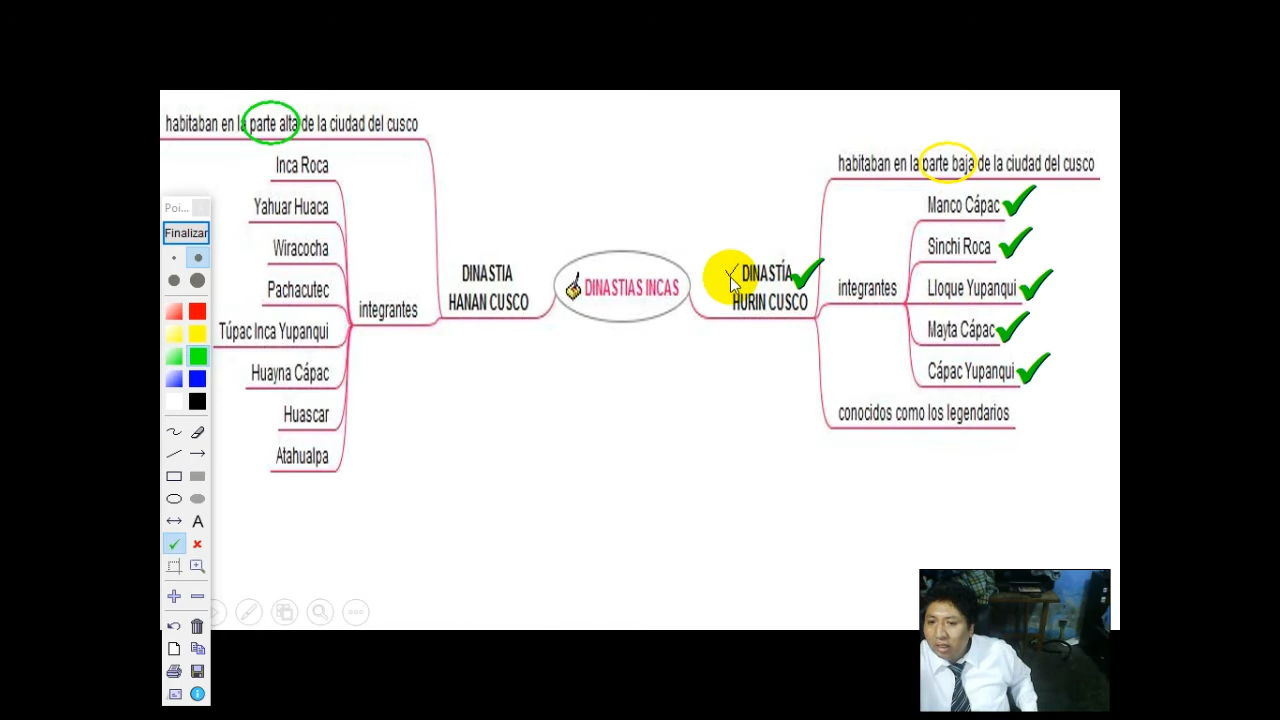 habitaban en la parte alta de la ciudad del cusco
Inca Roca
Yahuar Huaca
Wiracocha
Pachacutec
Túpac Inca Yupanqui
Huayna Cápac
Huascar
Atahualpa
integrantes
DINASTIA
HANAN CUSCO
DINASTIAS INCAS
DINASTÍA
HURIN CUSCO
habitaban en la parte baja de la ciudad del cusco
integrantes
Manco Cápac
Sinchi Roca
Lloque Yupanqui
Mayta Cápac
Cápac Yupanqui
conocidos como los legendarios
Poi...
Finalizar
A